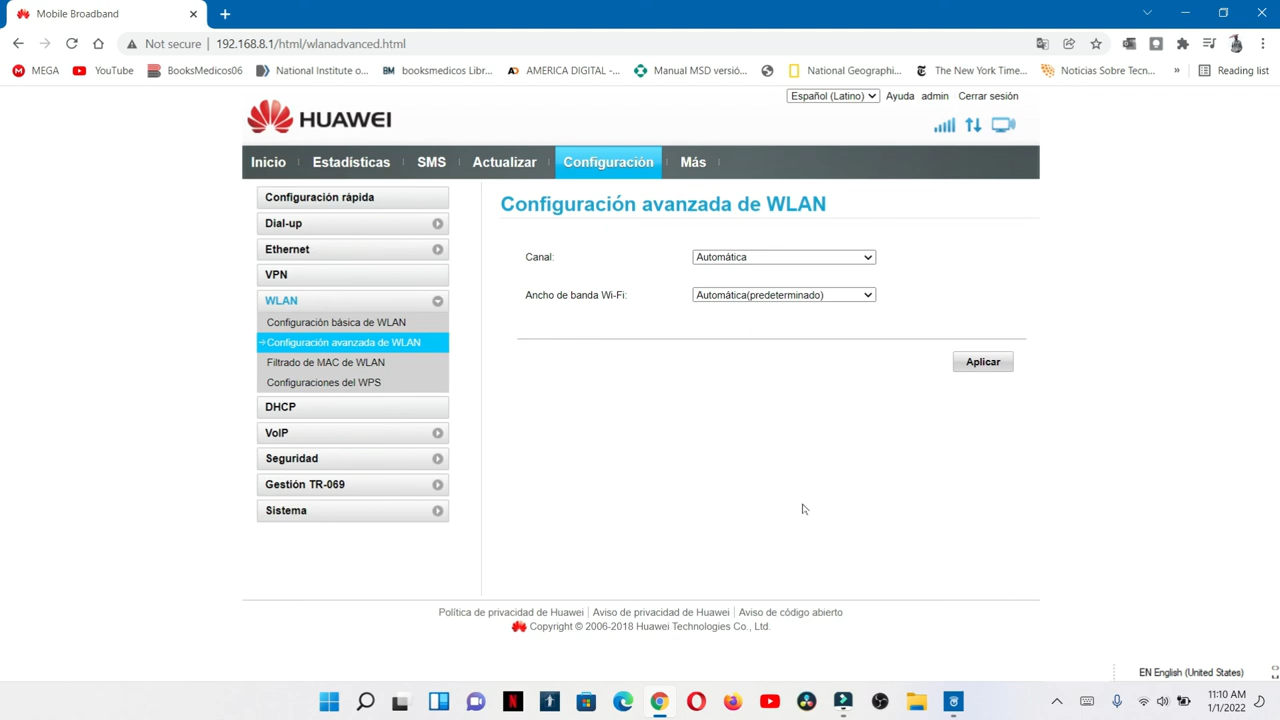 Mobile Broadband
Not secure 192.168.8.1/html/wlanadvanced.html
MEGA YouTube BooksMedicos06 National Institute o... booksmedicos Libr... AMERICA DIGITAL -... Manual MSD versió... National Geographi... The New York Time... Noticias Sobre Tecn... » Reading list
Español (Latino) Ayuda admin Cerrar sesión
HUAWEI
Inicio Estadísticas SMS Actualizar Configuración Más
Configuración rápida
Dial-up
Ethernet
VPN
WLAN
Configuración básica de WLAN
Configuración avanzada de WLAN
Filtrado de MAC de WLAN
Configuraciones del WPS
DHCP
VoIP
Seguridad
Gestión TR-069
Sistema
Configuración avanzada de WLAN
Canal: Automática
Ancho de banda Wi-Fi: Automática(predeterminado)
Aplicar
Política de privacidad de Huawei | Aviso de privacidad de Huawei | Aviso de código abierto
Copyright © 2006-2018 Huawei Technologies Co., Ltd.
EN English (United States)
11:10 AM
1/1/2022